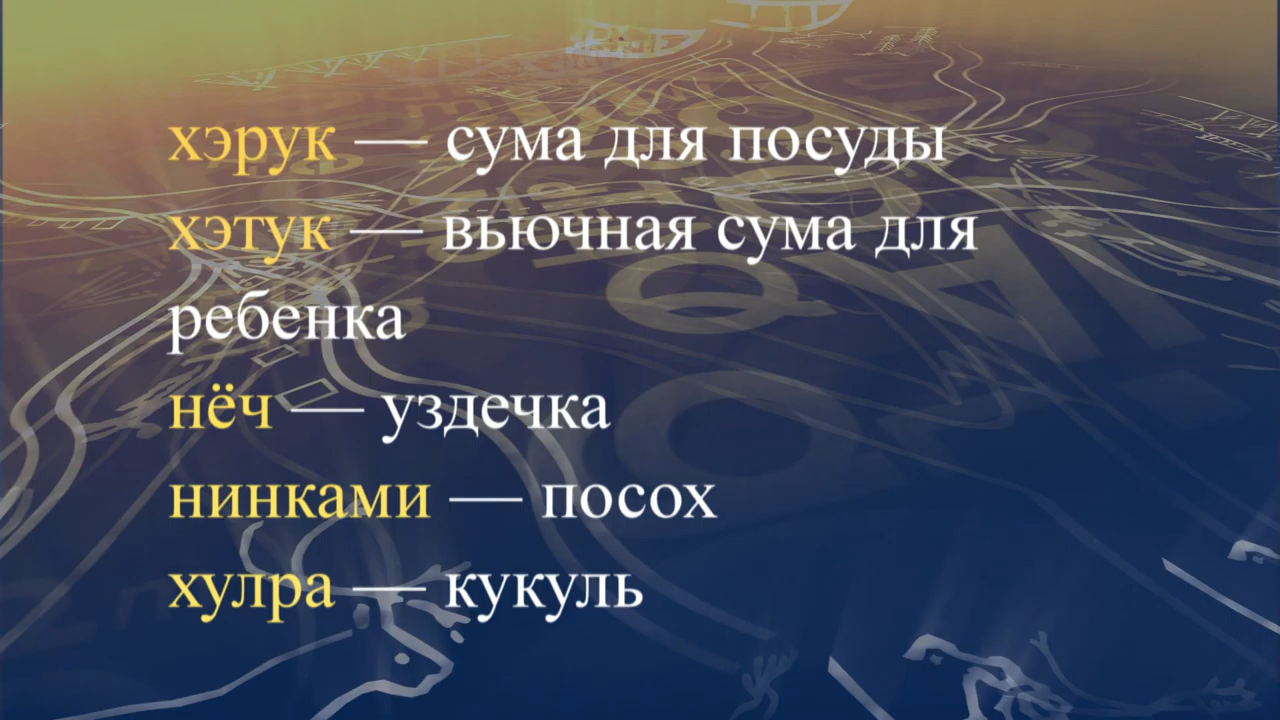 хэрук — сума для посуды
хэтук — вьючная сума для
ребенка
нёч — уздечка
нинками — посох
хулра — кукуль